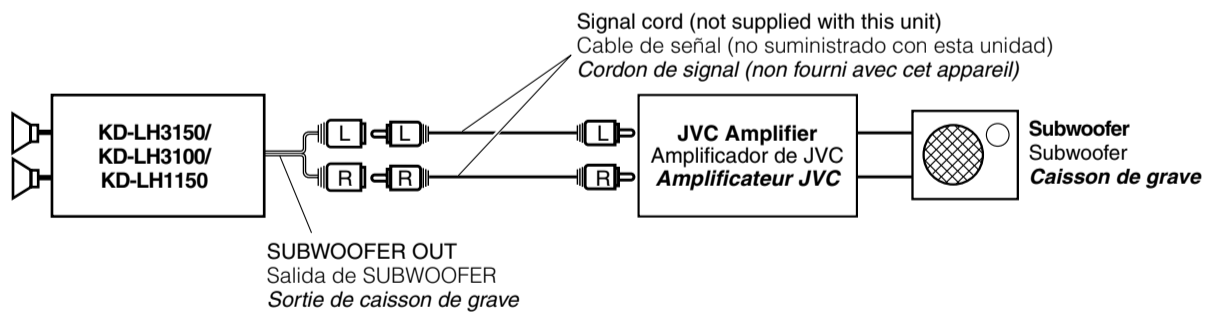 Signal cord (not supplied with this unit)
Cable de señal (no suministrado con esta unidad)
Cordon de signal (non fourni avec cet appareil)
KD-LH3150/
KD-LH3100/
KD-LH1150
L L L
R R R
JVC Amplifier
Amplificador de JVC
Amplificateur JVC
Subwoofer
Subwoofer
Caisson de grave
SUBWOOFER OUT
Salida de SUBWOOFER
Sortie de caisson de grave